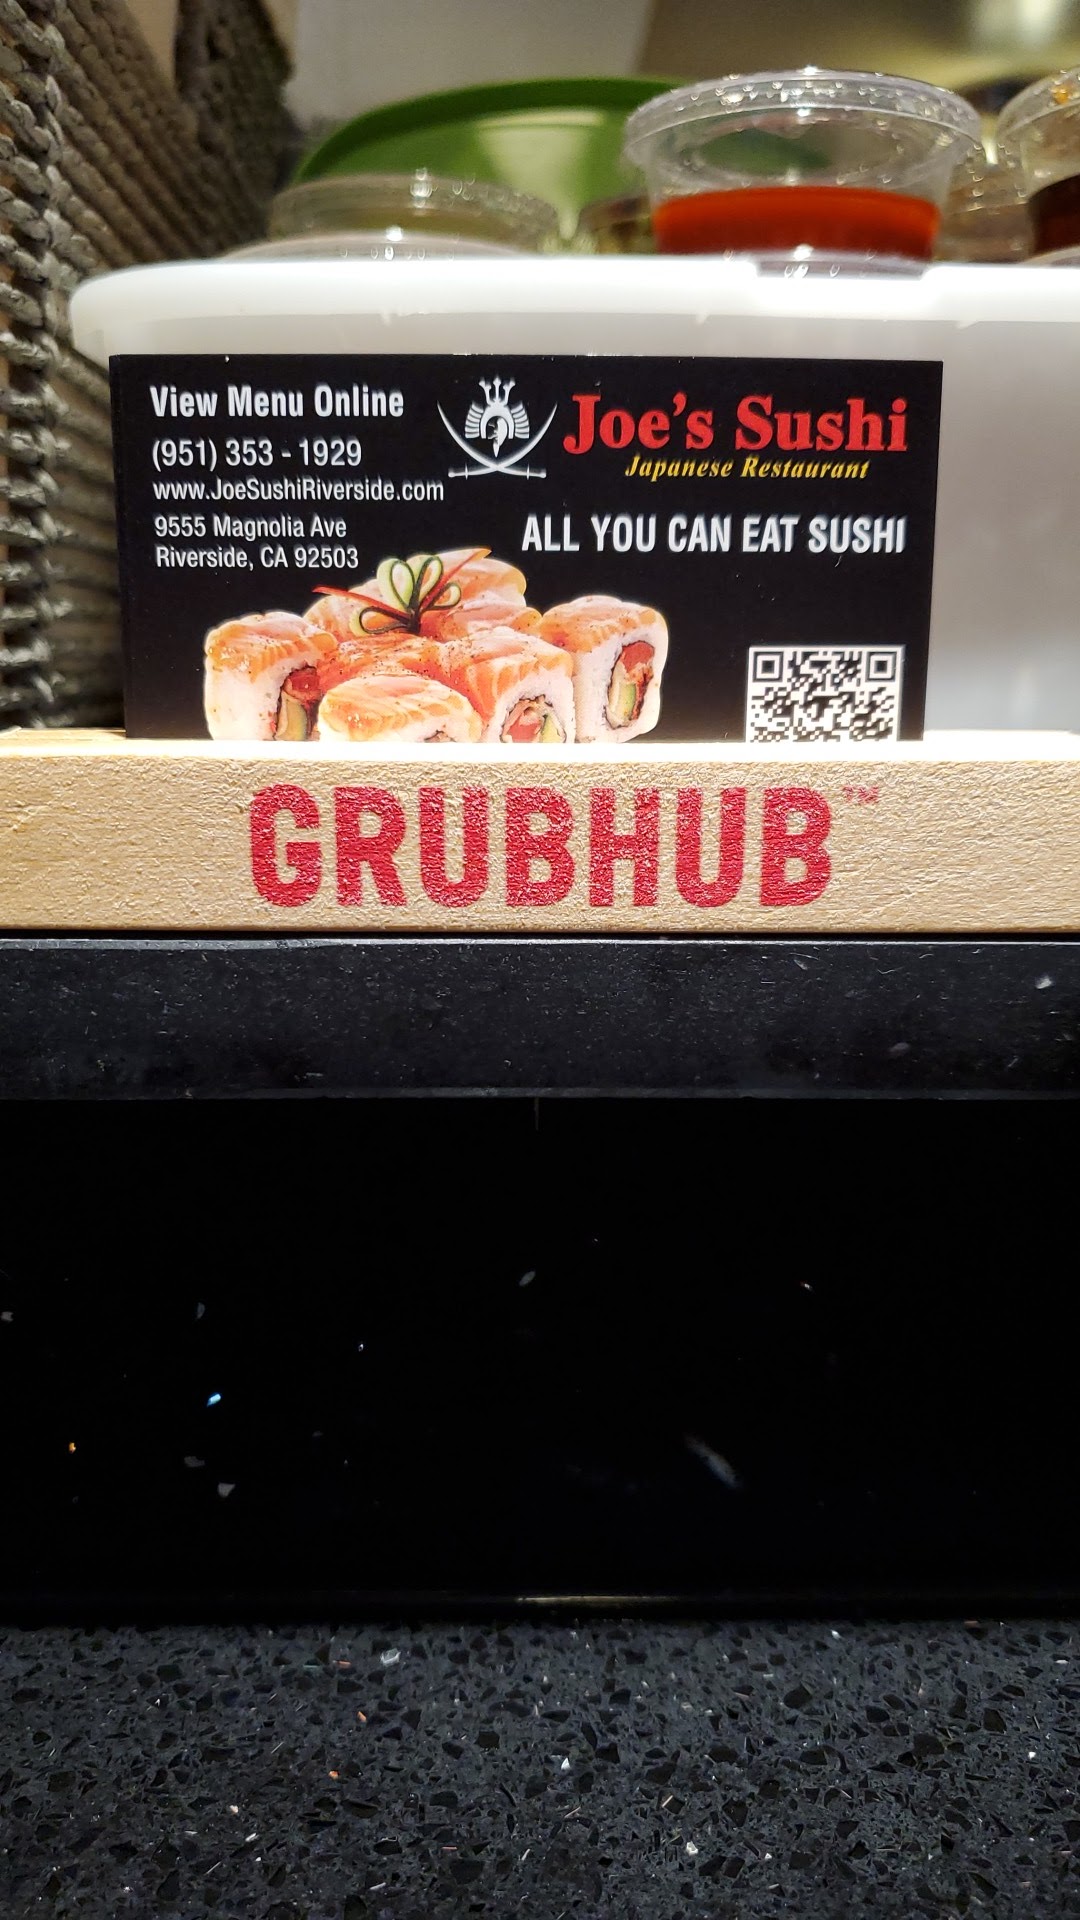 View Menu Online
(951) 353 - 1929
www.JoeSushiRiverside.com
9555 Magnolia Ave
Riverside, CA 92503
Joe's Sushi
Japanese Restaurant
ALL YOU CAN EAT SUSHI
GRUBHUB™